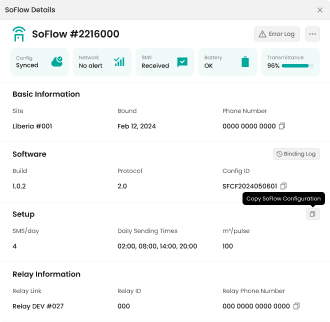 SoFlow Details
SoFlow #2216000
Error Log
Config
Synced
Network
No alert
SMS
Received
Battery
OK
Transmittance
96%
Basic Information
Site
Bound
Phone Number
Liberia #001
Feb 12, 2024
0000 0000 0000
Software
Binding Log
Build
Protocol
Config ID
1.0.2
2.0
SFCF2024050601
Copy SoFlow Configuration
Setup
SMS/day
Daily Sending Times
m³/pulse
4
02:00, 08:00, 14:00, 20:00
100
Relay Information
Relay Link
Relay ID
Relay Phone Number
Relay DEV #027
000
000 0000 0000 0000